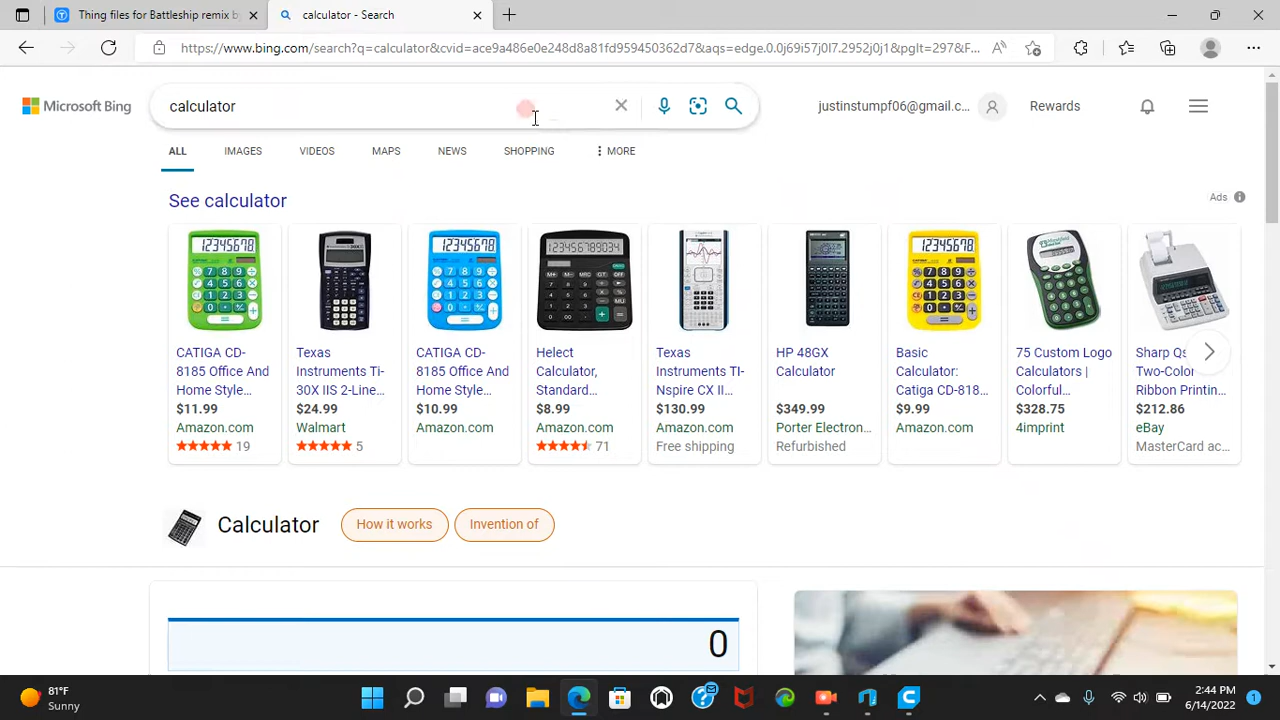 Thing files for Battleship remix b
calculator - Search
https://www.bing.com/search?q=calculator&cvid=ace9a486e0e248d8a81fd959450362d7&aqs=edge.0.0j69i57j0l7.2952j0j1&pglt=297&F...
Microsoft Bing
calculator
justinstumpf06@gmail.c...
Rewards
ALL
IMAGES
VIDEOS
MAPS
NEWS
SHOPPING
MORE
See calculator
Ads
CATIGA CD-
8185 Office And
Home Style...
$11.99
Amazon.com
19
Texas
Instruments TI-
30X IIS 2-Line...
$24.99
Walmart
5
CATIGA CD-
8185 Office And
Home Style...
$10.99
Amazon.com
Helect
Calculator,
Standard...
$8.99
Amazon.com
71
Texas
Instruments TI-
Nspire CX II...
$130.99
Amazon.com
Free shipping
HP 48GX
Calculator
$349.99
Porter Electron...
Refurbished
Basic
Calculator:
Catiga CD-818...
$9.99
Amazon.com
75 Custom Logo
Calculators |
Colorful...
$328.75
4imprint
Sharp Qs
Two-Color
Ribbon Printin...
$212.86
eBay
MasterCard ac...
Calculator
How it works
Invention of
0
81°F
Sunny
2:44 PM
6/14/2022
1